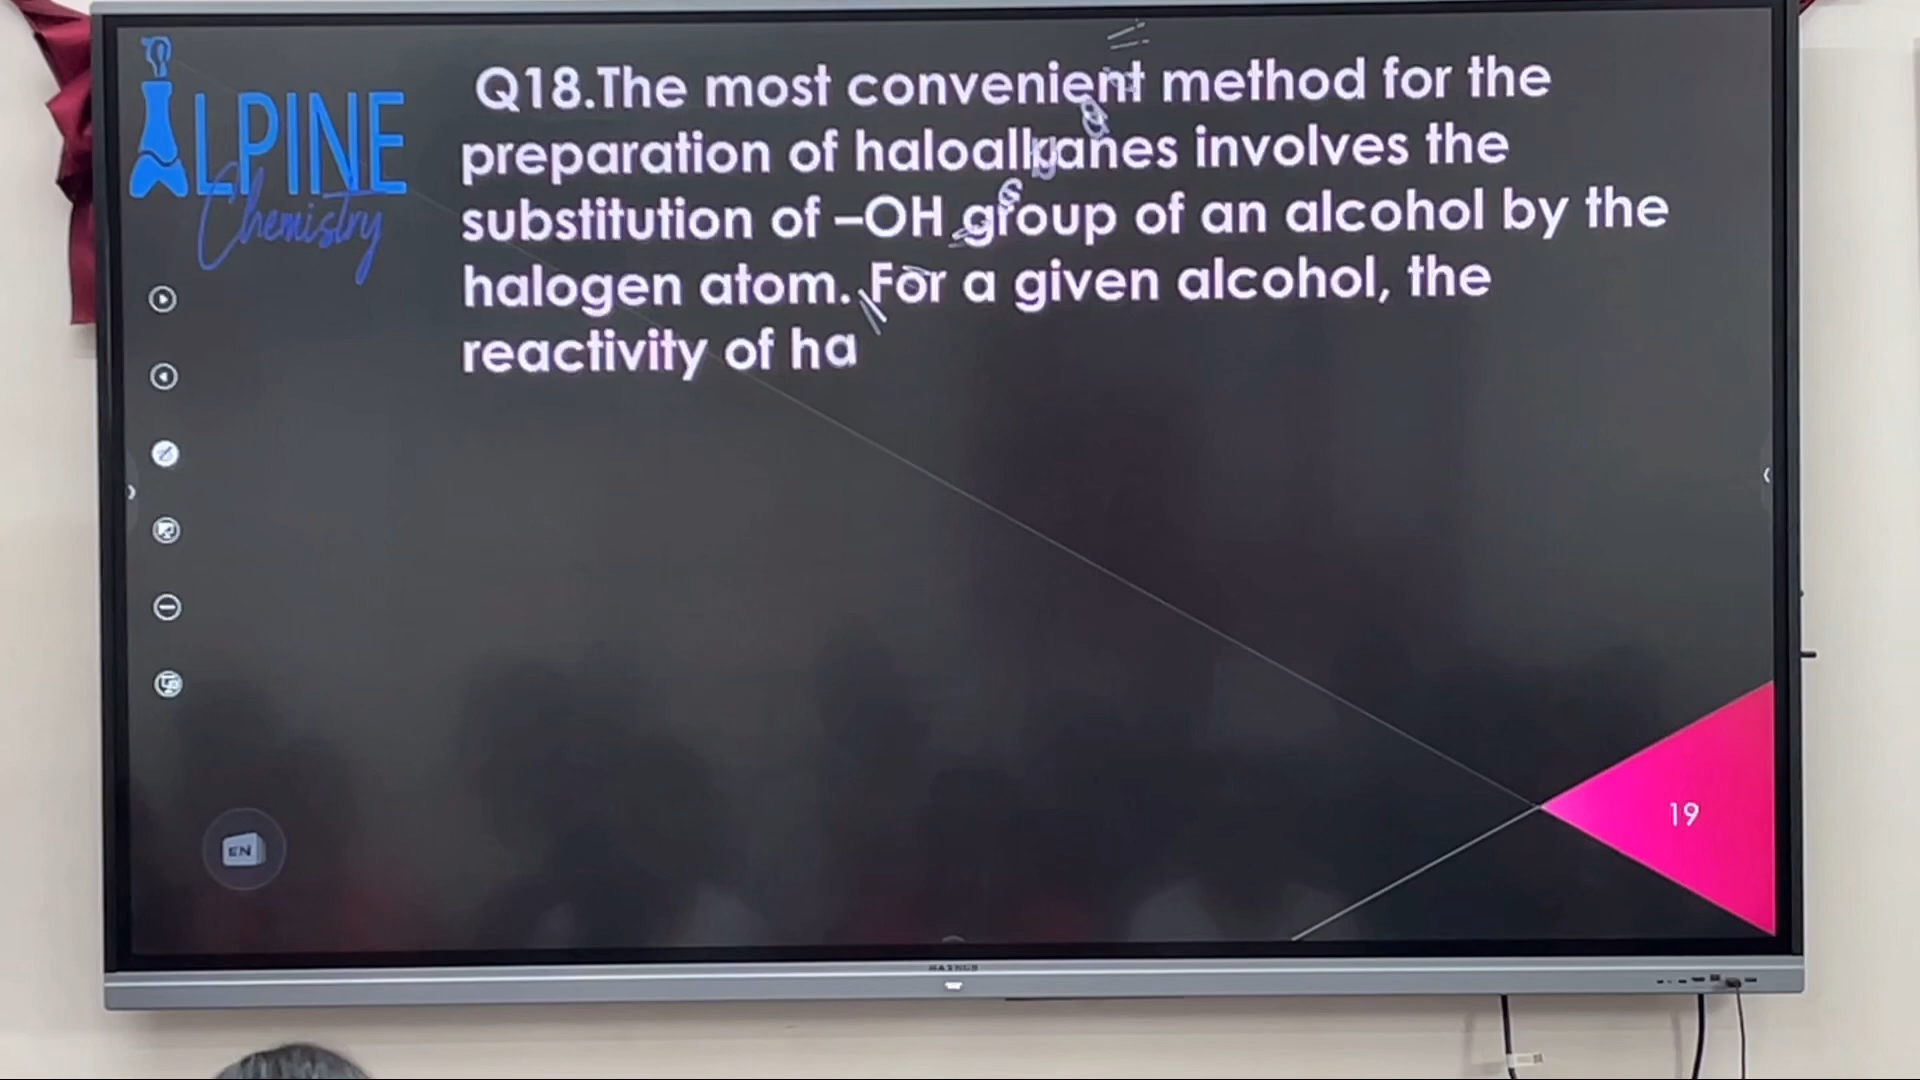 ALPINE
Chemistry
Q18.The most convenient method for the
preparation of haloalkanes involves the
substitution of –OH group of an alcohol by the
halogen atom. For a given alcohol, the
reactivity of ha
EN
19